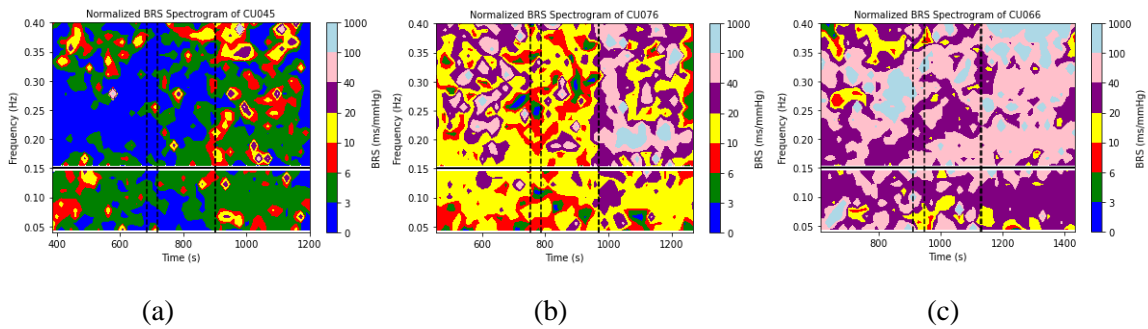 Normalized BRS Spectrogram of CU045
0.40
0.35
0.30
0.25
0.20
0.15
0.10
0.05
Frequency (Hz)
400 600 800 1000 1200
Time (s)
1000
100
40
20
10
6
3
0
BRS (ms/mmHg)
(a)
Normalized BRS Spectrogram of CU076
0.40
0.35
0.30
0.25
0.20
0.15
0.10
0.05
Frequency (Hz)
600 800 1000 1200
Time (s)
1000
100
40
20
10
6
3
0
BRS (ms/mmHg)
(b)
Normalized BRS Spectrogram of CU066
0.40
0.35
0.30
0.25
0.20
0.15
0.10
0.05
Frequency (Hz)
800 1000 1200 1400
Time (s)
1000
100
40
20
10
6
3
0
BRS (ms/mmHg)
(c)